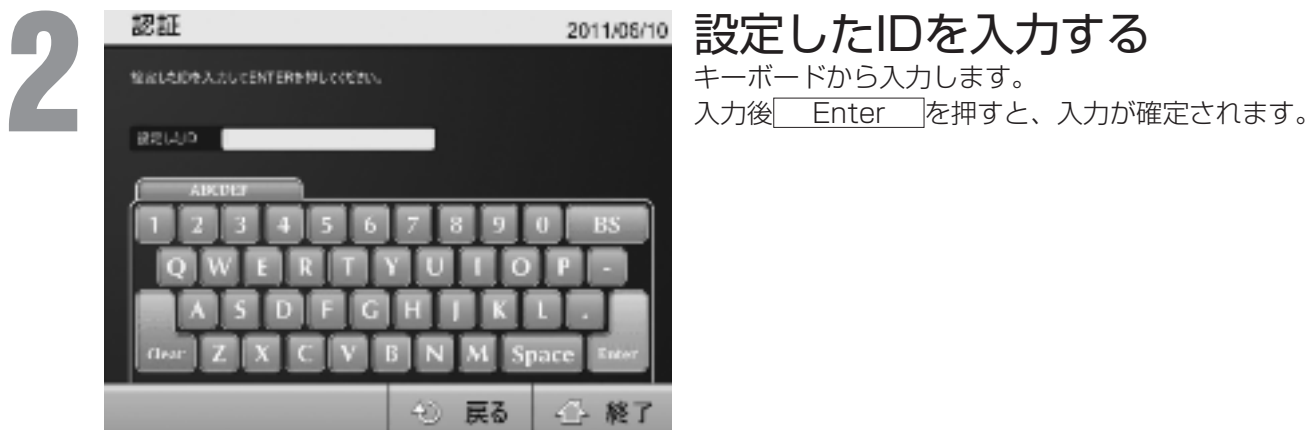 2
認証
2011/06/10
設定したIDを入力してENTERを押してください。
設定したID
ABCDEF
1 2 3 4 5 6 7 8 9 0 BS
Q W E R T Y U I O P -
A S D F G H J K L .
Clear Z X C V B N M Space Enter
戻る 終了
設定したIDを入力する
キーボードから入力します。
入力後 Enter を押すと、入力が確定されます。